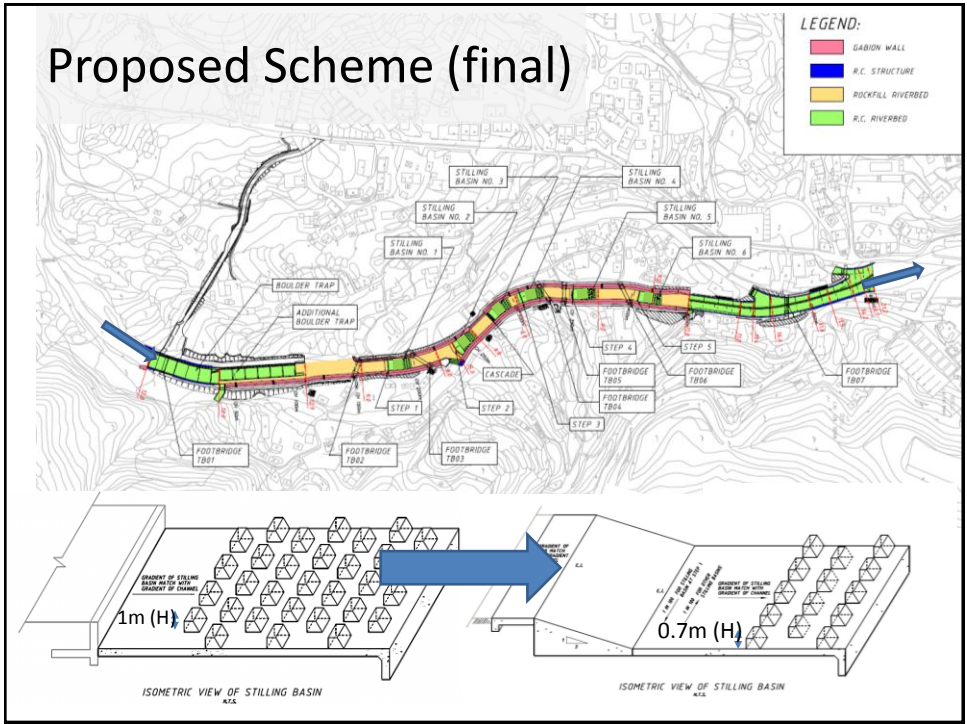 Proposed Scheme (final)
LEGEND:
GABION WALL
R.C. STRUCTURE
ROCKFILL RIVERBED
R.C. RIVERBED
STILLING
BASIN NO. 3
STILLING
BASIN NO. 4
STILLING
BASIN NO. 2
STILLING
BASIN NO. 5
STILLING
BASIN NO. 1
STILLING
BASIN NO. 6
BOULDER TRAP
ADDITIONAL
BOULDER TRAP
STEP 4
STEP 5
CASCADE
FOOTBRIDGE
TB05
FOOTBRIDGE
TB06
FOOTBRIDGE
TB07
STEP 1
STEP 2
FOOTBRIDGE
TB04
STEP 3
FOOTBRIDGE
TB01
FOOTBRIDGE
TB02
FOOTBRIDGE
TB03
GRADIENT OF STILLING
BASIN MATCH WITH
GRADIENT OF CHANNEL
1m (H)
ISOMETRIC VIEW OF STILLING BASIN
N.T.S.
GRADIENT OF STILLING
BASIN MATCH WITH
GRADIENT OF CHANNEL
0.7m (H)
ISOMETRIC VIEW OF STILLING BASIN
N.T.S.